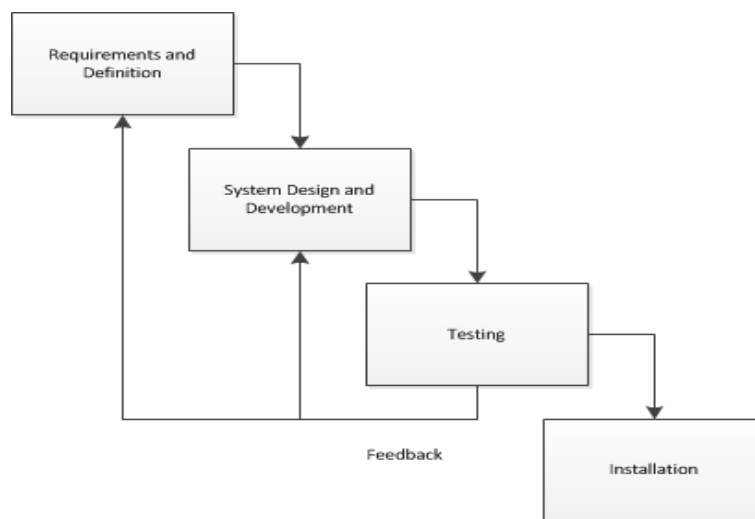 Requirements and
Definition
System Design and
Development
Testing
Feedback
Installation